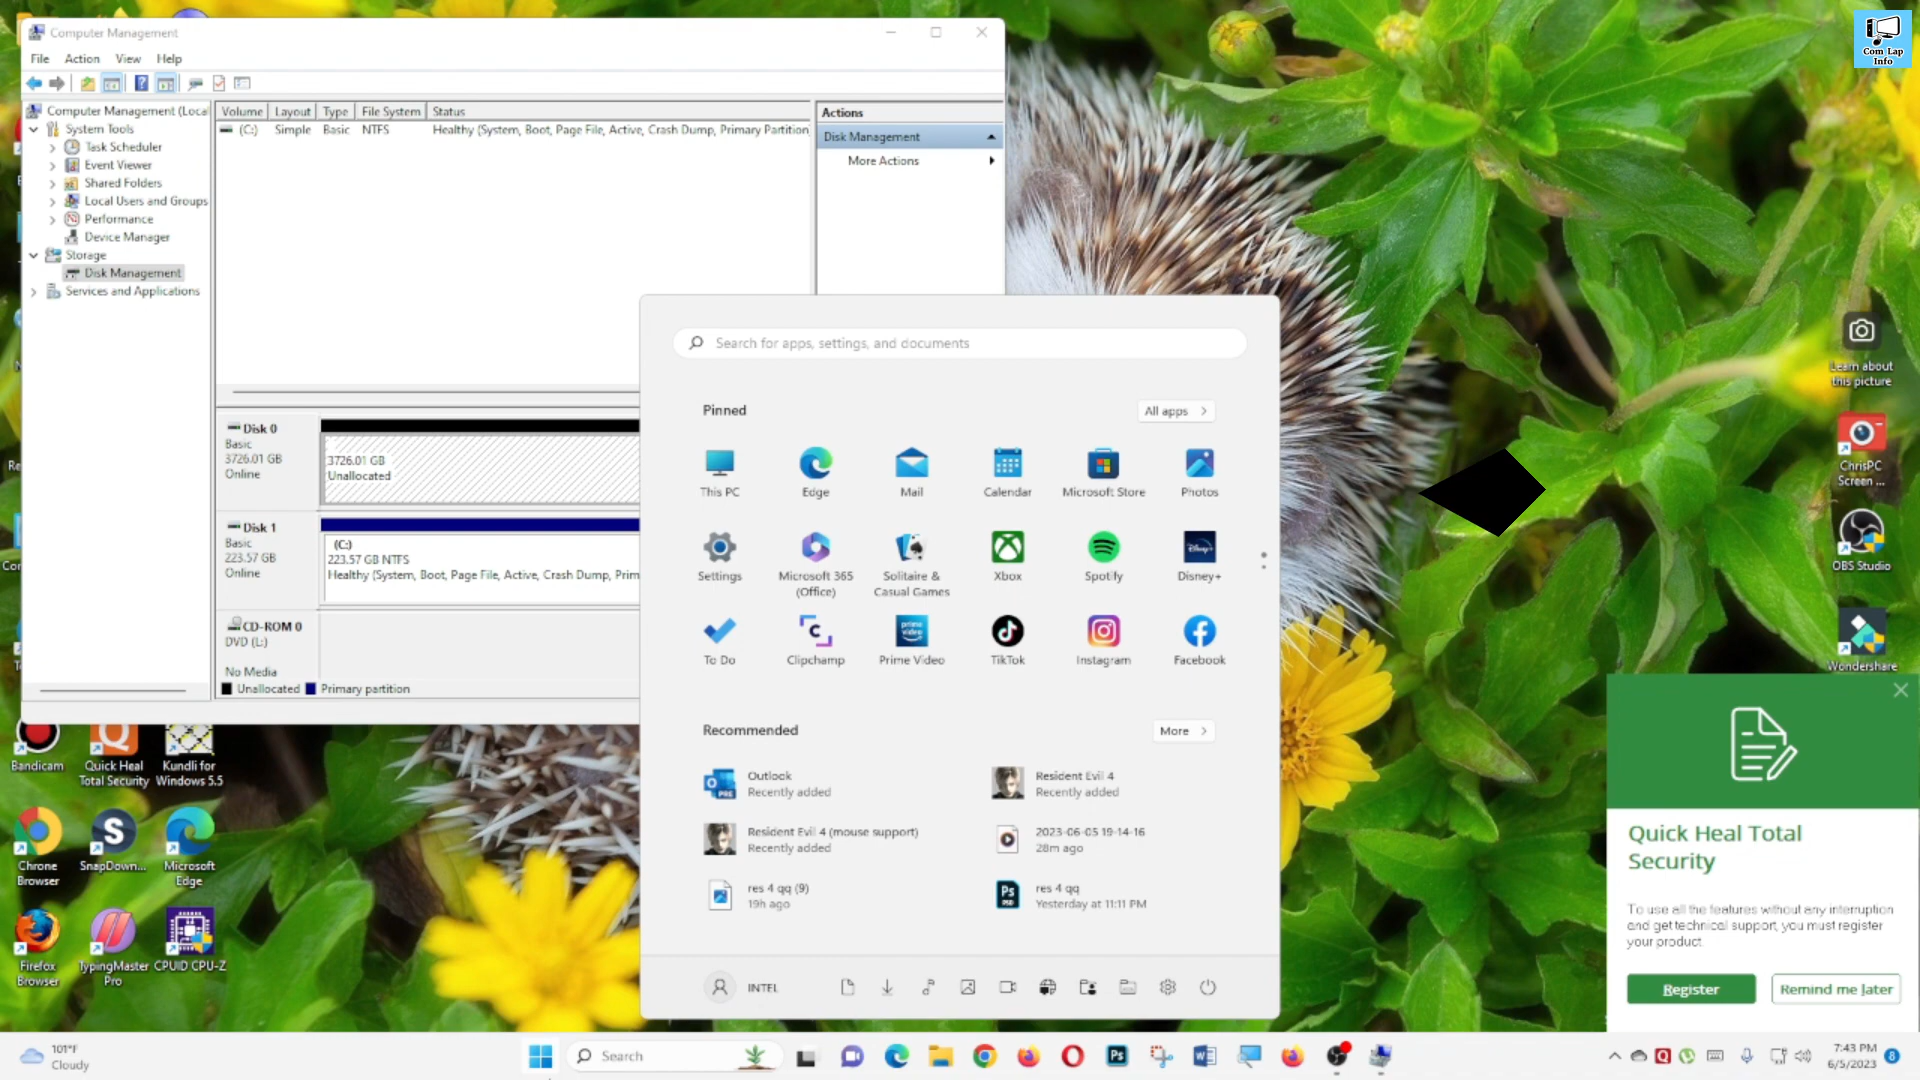 Computer Management
File Action View Help
Computer Management (Local
System Tools
Task Scheduler
Event Viewer
Shared Folders
Local Users and Groups
Performance
Device Manager
Storage
Disk Management
Services and Applications
Volume Layout Type File System Status
(C:) Simple Basic NTFS Healthy (System, Boot, Page File, Active, Crash Dump, Primary Partition
Actions
Disk Management
More Actions
Disk 0
Basic
3726.01 GB
Online
3726.01 GB
Unallocated
Disk 1
Basic
223.57 GB
Online
(C:)
223.57 GB NTFS
Healthy (System, Boot, Page File, Active, Crash Dump, Prim
CD-ROM 0
DVD (L:)
No Media
Unallocated Primary partition
Search for apps, settings, and documents
Pinned
All apps
This PC
Edge
Mail
Calendar
Microsoft Store
Photos
Settings
Microsoft 365
(Office)
Solitaire &
Casual Games
Xbox
Spotify
Disney+
To Do
Clipchamp
prime
video
Prime Video
TikTok
Instagram
Facebook
Recommended
More
Outlook
Recently added
Resident Evil 4
Recently added
Resident Evil 4 (mouse support)
Recently added
2023-06-05 19-14-16
28m ago
res 4 qq (9)
19h ago
res 4 qq
Yesterday at 11:11 PM
INTEL
Com Lap
Info
Learn about
this picture
ChrisPC
Screen ...
OBS Studio
Wondershare
Bandicam
Quick Heal
Total Security
Kundli for
Windows 5.5
Chrome
Browser
SnapDown...
Microsoft
Edge
Firefox
Browser
TypingMaster
Pro
CPUID CPU-Z
Quick Heal Total
Security
To use all the features without any interruption
and get technical support, you must register
your product.
Register
Remind me later
101°F
Cloudy
Search
7:43 PM
6/5/2023
8